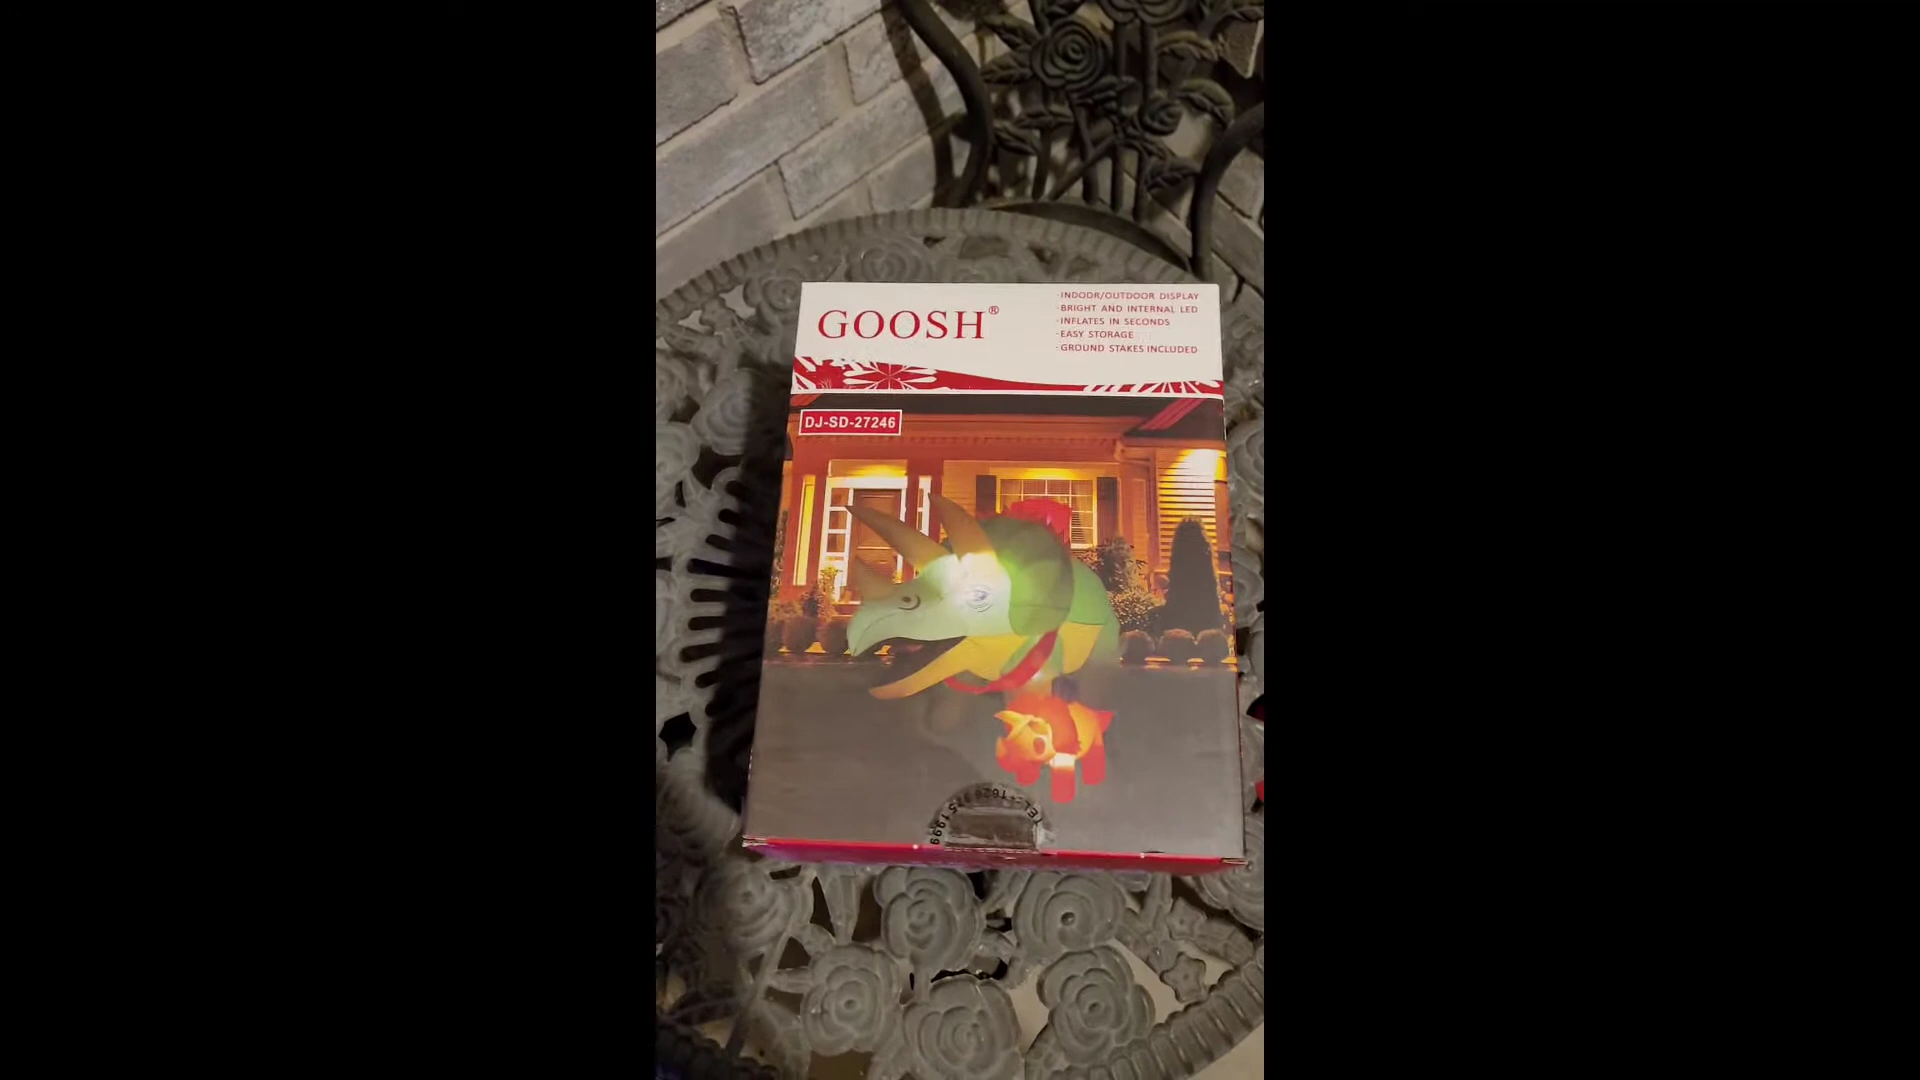 GOOSH®
·INDOOR/OUTDOOR DISPLAY
·BRIGHT AND INTERNAL LED
·INFLATES IN SECONDS
·EASY STORAGE
·GROUND STAKES INCLUDED
DJ-SD-27246